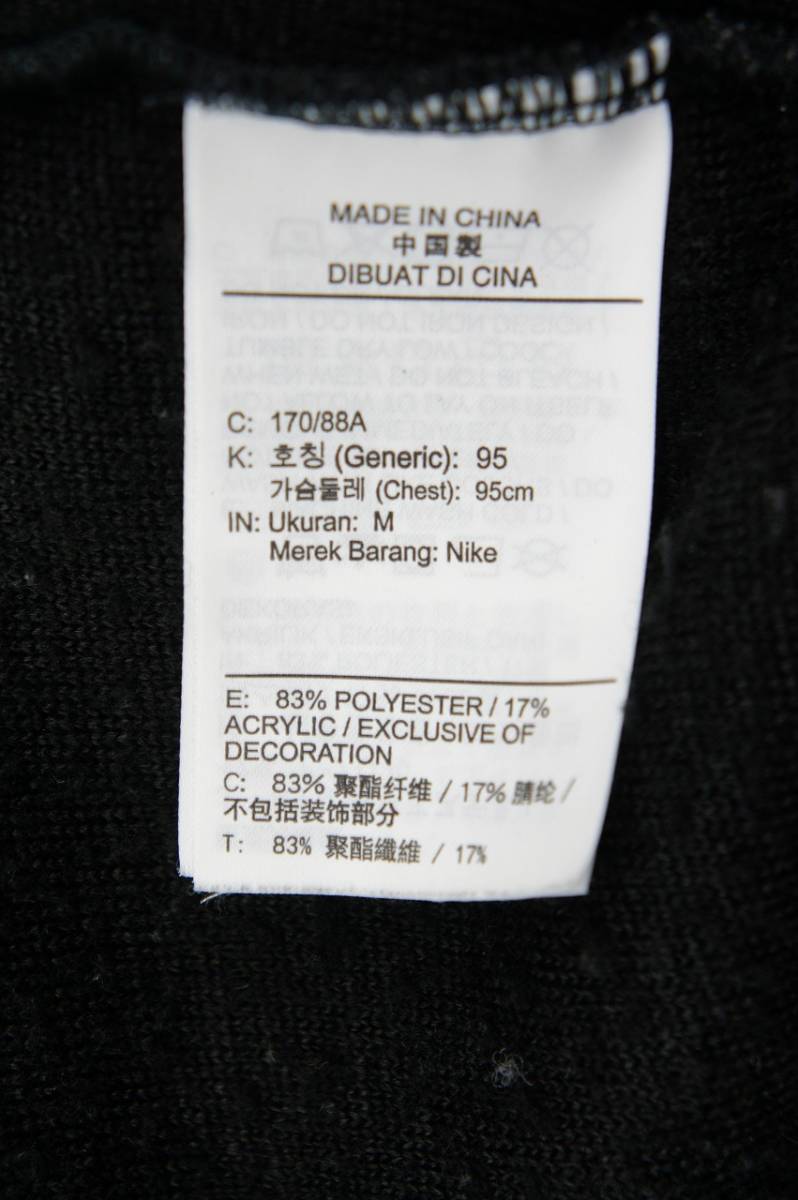 MADE IN CHINA
中国製
DIBUAT DI CINA
C: 170/88A
K: 호칭 (Generic): 95
가슴둘레 (Chest): 95cm
IN: Ukuran: M
Merek Barang: Nike
E: 83% POLYESTER / 17%
ACRYLIC / EXCLUSIVE OF
DECORATION
C: 83% 聚酯纤维 / 17% 腈纶 /
不包括装饰部分
T: 83% 聚酯纖維 / 17%